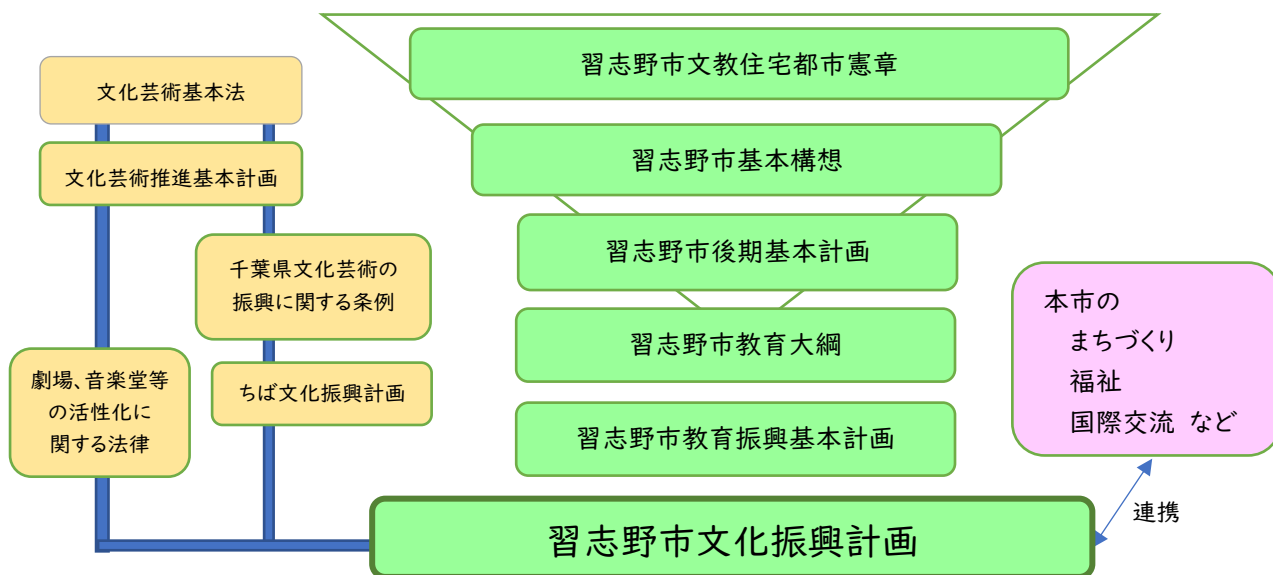 文化芸術基本法
文化芸術推進基本計画
千葉県文化芸術の
振興に関する条例
劇場、音楽堂等
の活性化に
関する法律
ちば文化振興計画
習志野市文教住宅都市憲章
習志野市基本構想
習志野市後期基本計画
習志野市教育大綱
習志野市教育振興基本計画
習志野市文化振興計画
本市の
まちづくり
福祉
国際交流 など
連携